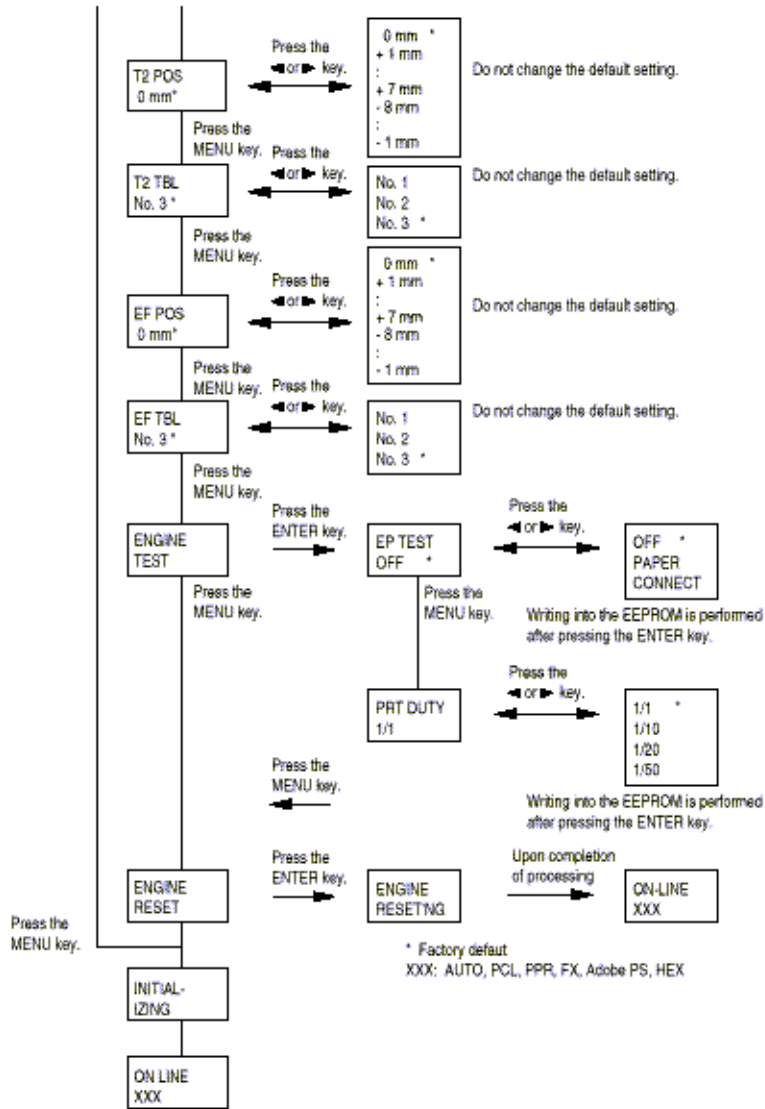 T2 POS
0 mm*
Press the
◄or► key.
0 mm *
+ 1 mm
:
+ 7 mm
- 8 mm
:
- 1 mm
Do not change the default setting.
Press the
MENU key.
T2 TBL
No. 3 *
Press the
◄or► key.
No. 1
No. 2
No. 3 *
Do not change the default setting.
Press the
MENU key.
EF POS
0 mm*
Press the
◄or► key.
0 mm *
+ 1 mm
:
+ 7 mm
- 8 mm
:
- 1 mm
Do not change the default setting.
Press the
MENU key.
EF TBL
No. 3 *
Press the
◄or► key.
No. 1
No. 2
No. 3 *
Do not change the default setting.
Press the
MENU key.
ENGINE
TEST
Press the
ENTER key.
EP TEST
OFF *
Press the
◄ or ► key.
OFF *
PAPER
CONNECT
Writing into the EEPROM is performed
after pressing the ENTER key.
Press the
MENU key.
Press the
MENU key.
PRT DUTY
1/1
Press the
◄ or ► key.
1/1 *
1/10
1/20
1/50
Writing into the EEPROM is performed
after pressing the ENTER key.
Press the
MENU key.
ENGINE
RESET
Press the
ENTER key.
ENGINE
RESET'NG
Upon completion
of processing
ON-LINE
XXX
Press the
MENU key.
* Factory defaut
XXX: AUTO, PCL, PPR, FX, Adobe PS, HEX
INITIAL-
IZING
ON LINE
XXX